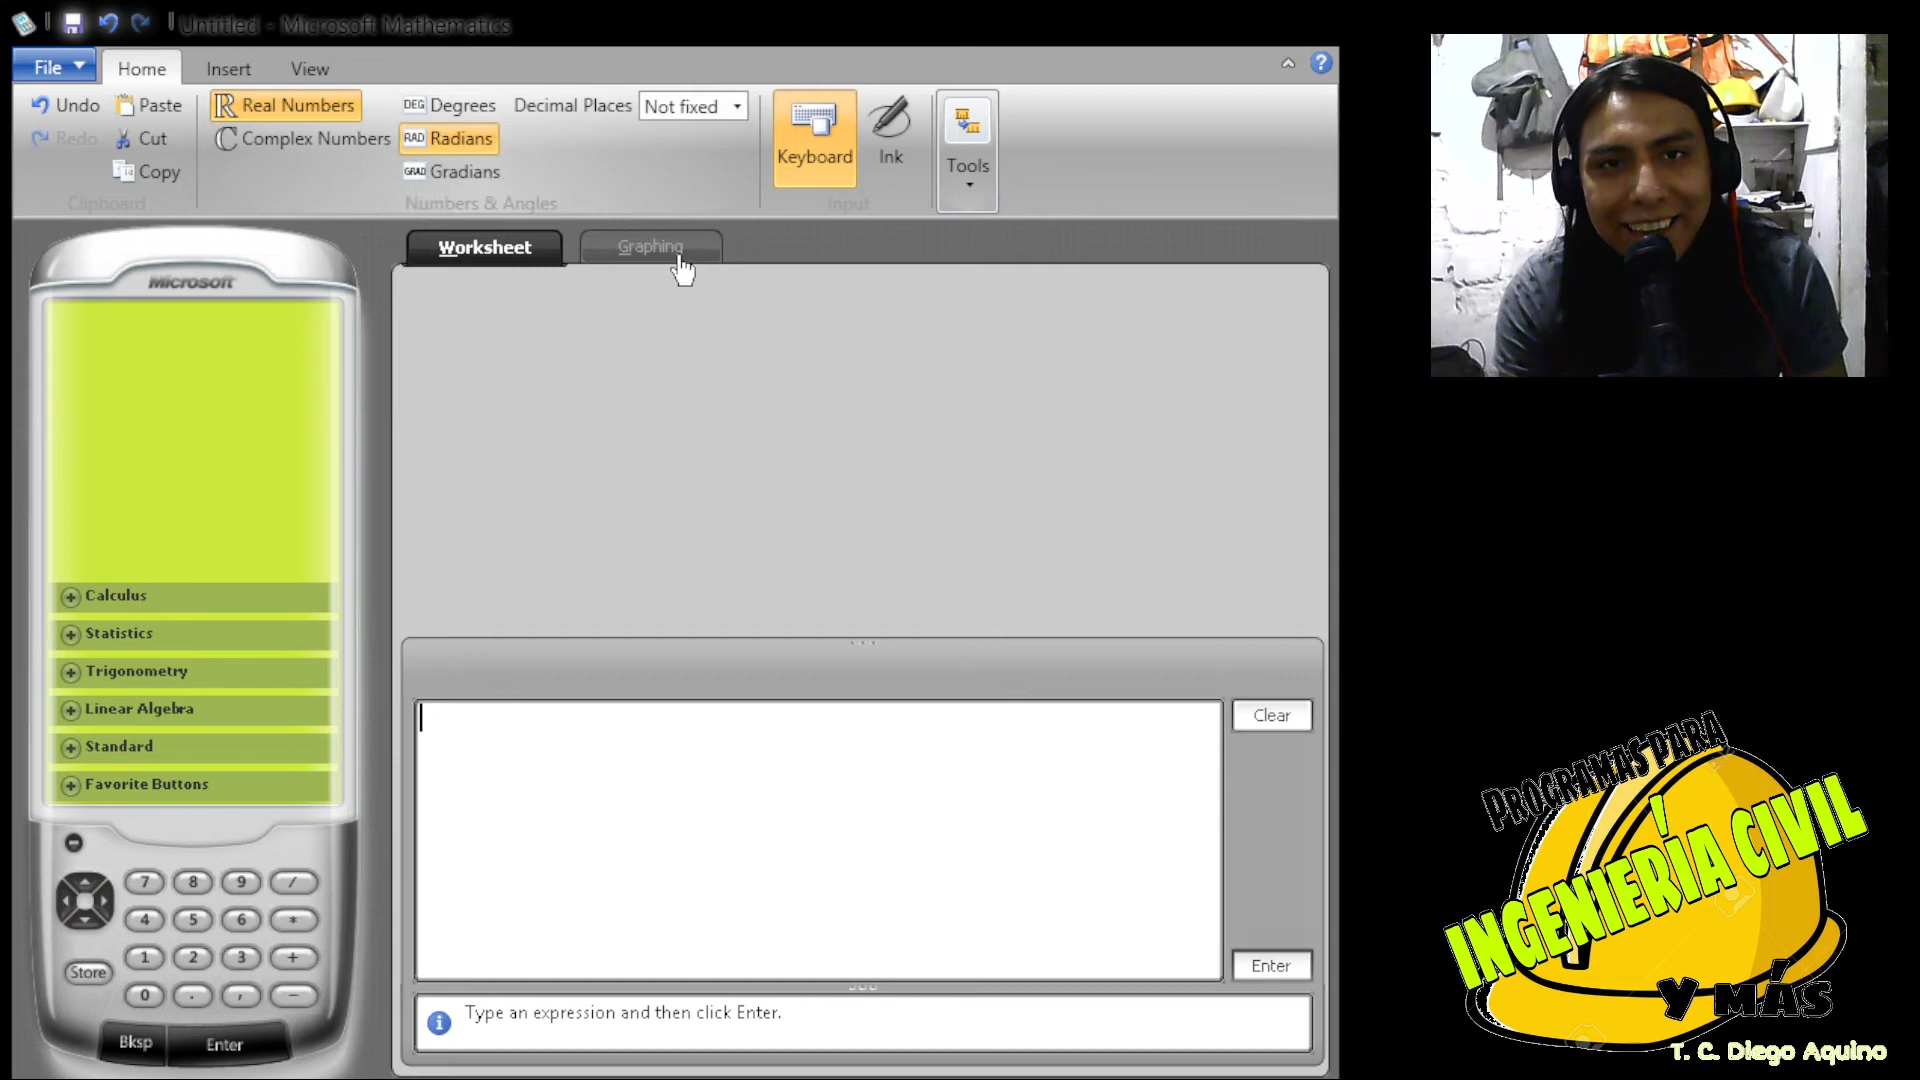 Untitled - Microsoft Mathematics
File
Home
Insert
View
Undo
Paste
Real Numbers
DEG Degrees
Decimal Places
Not fixed
Redo
Cut
Complex Numbers
RAD Radians
Keyboard
Ink
Tools
Copy
GRAD Gradians
Clipboard
Numbers & Angles
Input
Worksheet
Graphing
Microsoft
Calculus
Statistics
Trigonometry
Linear Algebra
Standard
Favorite Buttons
7 8 9 /
4 5 6 *
1 2 3 +
Store
0 . , −
Bksp
Enter
Clear
Enter
Type an expression and then click Enter.
PROGRAMAS PARA
INGENIERÍA CIVIL
Y MÁS
T. C. Diego Aquino